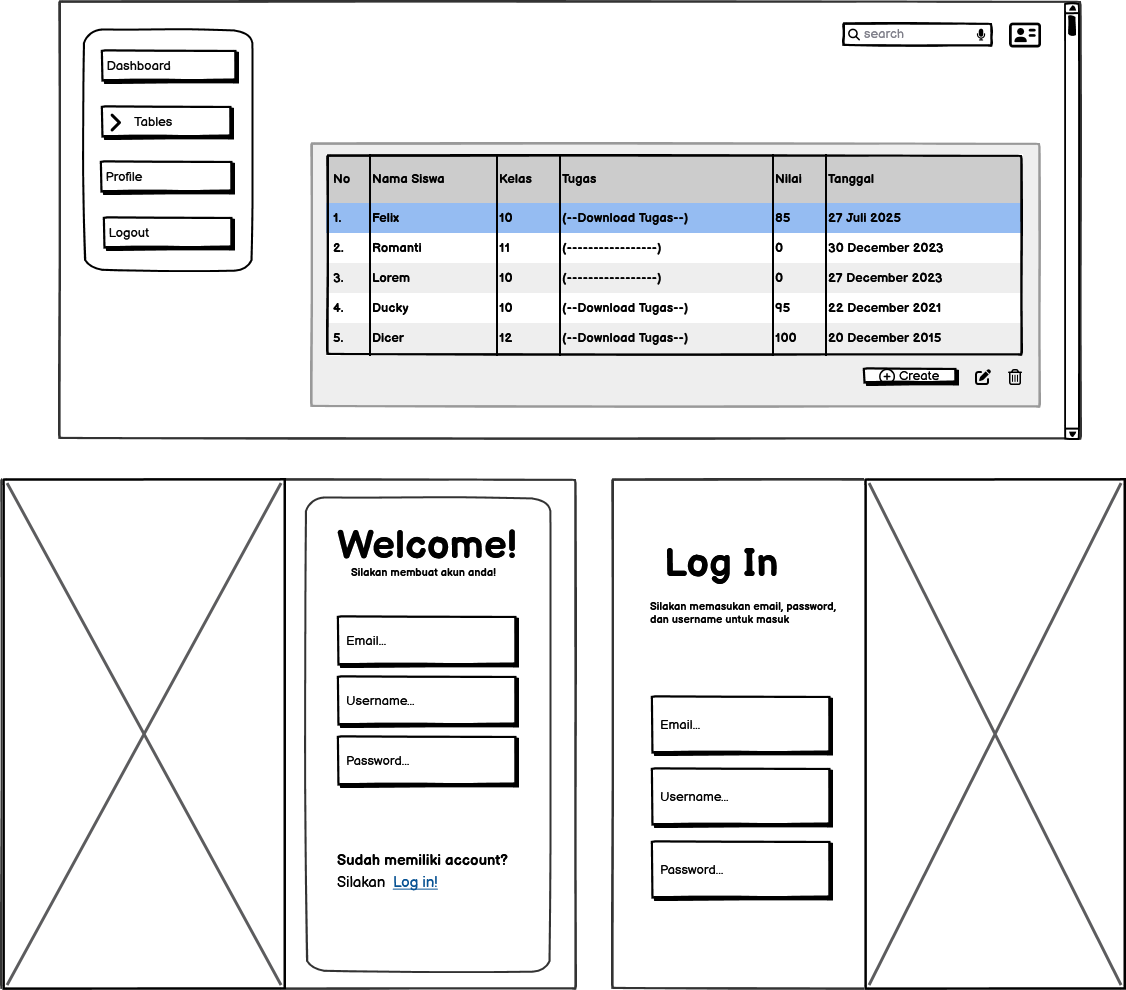 search
Dashboard
Tables
Profile
Logout
No Nama Siswa Kelas Tugas Nilai Tanggal
1. Felix 10 (--Download Tugas--) 85 27 Juli 2025
2. Romanti 11 (-----------------) 0 30 December 2023
3. Lorem 10 (-----------------) 0 27 December 2023
4. Ducky 10 (--Download Tugas--) 95 22 December 2021
5. Dicer 12 (--Download Tugas--) 100 20 December 2015
Create
Welcome!
Silakan membuat akun anda!
Email...
Username...
Password...
Sudah memiliki account?
Silakan Log in!
Log In
Silakan memasukan email, password,
dan username untuk masuk
Email...
Username...
Password...